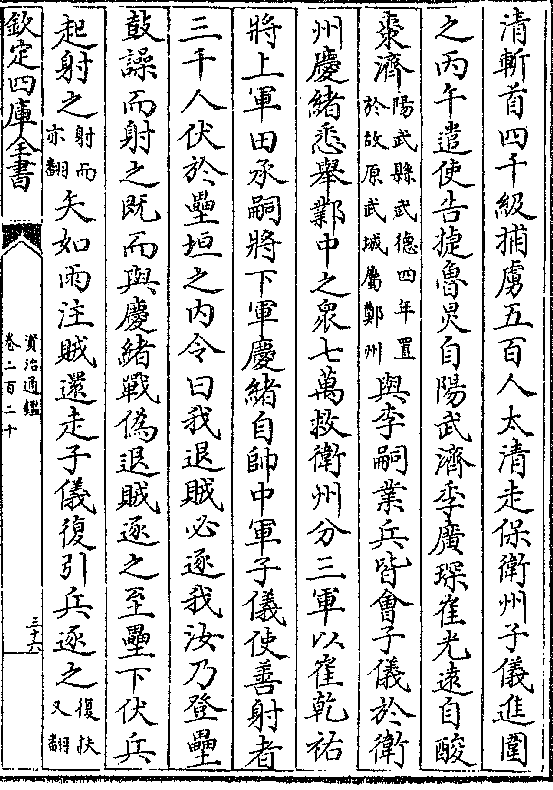 清斬首四千級捕虜五百人太清走保衛州子儀進圍
之丙午遣使告捷魯炅自陽武濟季廣琛崔光遠自酸
棗濟陽武縣武德四年置於故原武城屬鄭州與李嗣業兵皆會子儀於衛
州慶緒悉舉鄴中之衆七萬救衛州分三軍以崔乾祐
將上軍田承嗣將下軍慶緒自帥中軍子儀使善射者
三千人伏於壘垣之内令曰我退賊必逐我汝乃登壘
鼓譟而射之既而與慶緒戰偽退賊逐之至壘下伏兵
起射之射而亦翻矢如雨注賊還走子儀復引兵逐之復扶又翻
欽定四庫全書
資治通鑑
卷二百二十
三十六